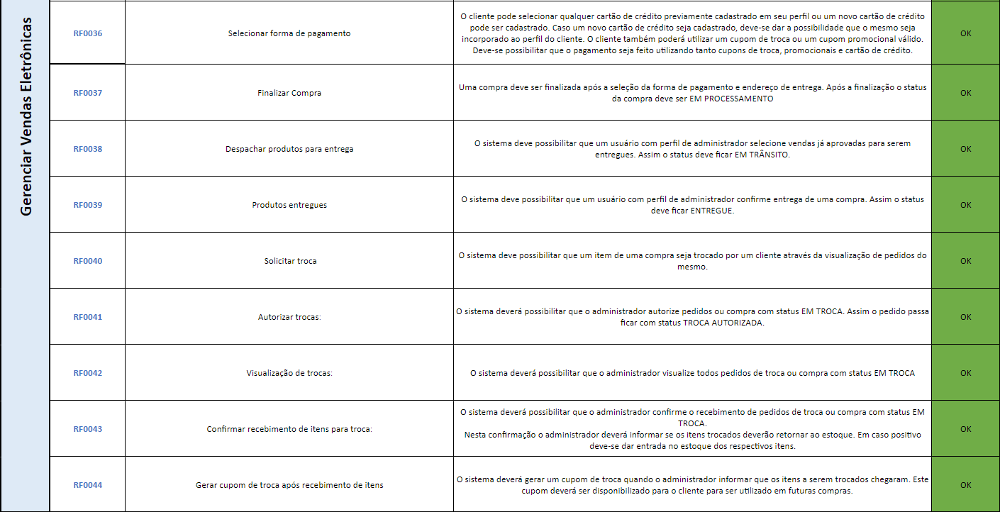 Gerenciar Vendas Eletrônicas
RF0036
Selecionar forma de pagamento
O cliente pode selecionar qualquer cartão de crédito previamente cadastrado em seu perfil ou um novo cartão de crédito
pode ser cadastrado. Caso um novo cartão de crédito seja cadastrado, deve-se dar a possibilidade que o mesmo seja
incorporado ao perfil do cliente. O cliente também poderá utilizar um cupom de troca ou um cupom promocional válido.
Deve-se possibilitar que o pagamento seja feito utilizando tanto cupons de troca, promocionais e cartão de crédito.
OK
RF0037
Finalizar Compra
Uma compra deve ser finalizada após a seleção da forma de pagamento e endereço de entrega. Após a finalização o status
da compra deve ser EM PROCESSAMENTO
OK
RF0038
Despachar produtos para entrega
O sistema deve possibilitar que um usuário com perfil de administrador selecione vendas já aprovadas para serem
entregues. Assim o status deve ficar EM TRÂNSITO.
OK
RF0039
Produtos entregues
O sistema deve possibilitar que um usuário com perfil de administrador confirme entrega de uma compra. Assim o status
deve ficar ENTREGUE.
OK
RF0040
Solicitar troca
O sistema deve possibilitar que um item de uma compra seja trocado por um cliente através da visualização de pedidos do
mesmo.
OK
RF0041
Autorizar trocas:
O sistema deverá possibilitar que o administrador autorize pedidos ou compra com status EM TROCA. Assim o pedido passa
ficar com status TROCA AUTORIZADA.
OK
RF0042
Visualização de trocas:
O sistema deverá possibilitar que o administrador visualize todos pedidos de troca ou compra com status EM TROCA
OK
RF0043
Confirmar recebimento de itens para troca:
O sistema deverá possibilitar que o administrador confirme o recebimento de pedidos de troca ou compra com status EM
TROCA.
Nesta confirmação o administrador deverá informar se os itens trocados deverão retornar ao estoque. Em caso positivo
deve-se dar entrada no estoque dos respectivos itens.
OK
RF0044
Gerar cupom de troca após recebimento de itens
O sistema deverá gerar um cupom de troca quando o administrador informar que os itens a serem trocados chegaram. Este
cupom deverá ser disponibilizado para o cliente para ser utilizado em futuras compras.
OK